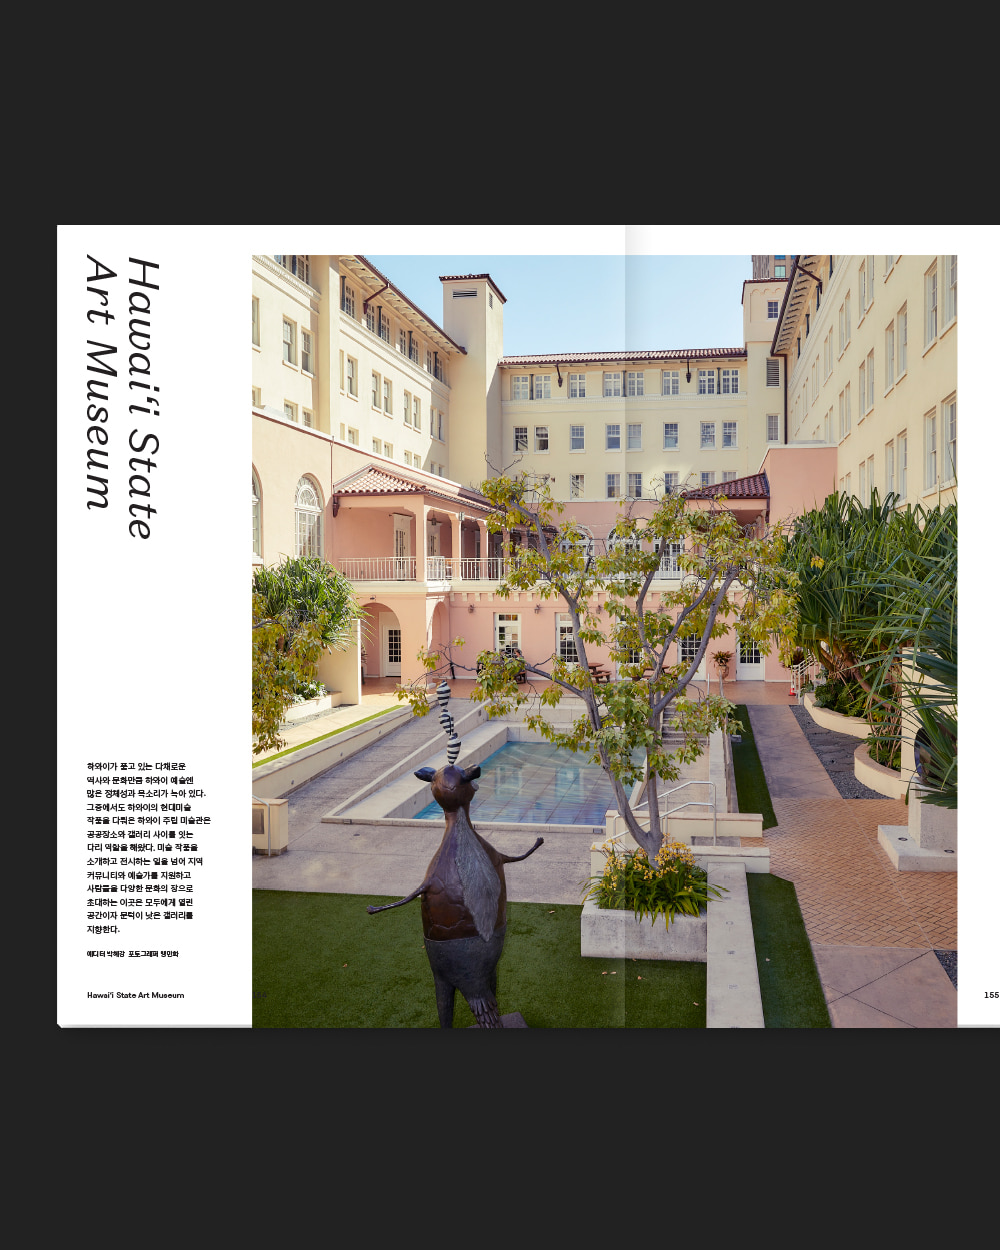 Hawai'i State
Art Museum
하와이가 품고 있는 다채로운
역사와 문화만큼 하와이 예술엔
많은 정체성과 목소리가 녹아 있다.
그중에서도 하와이의 현대미술
작품을 다뤄온 하와이 주립 미술관은
공공장소와 갤러리 사이를 잇는
다리 역할을 해왔다. 미술 작품을
소개하고 전시하는 일을 넘어 지역
커뮤니티와 예술가를 지원하고
사람들을 다양한 문화의 장으로
초대하는 이곳은 모두에게 열린
공간이자 문턱이 낮은 갤러리를
지향한다.
에디터 박혜강 포토그래퍼
Hawai'i State Art Museum
155